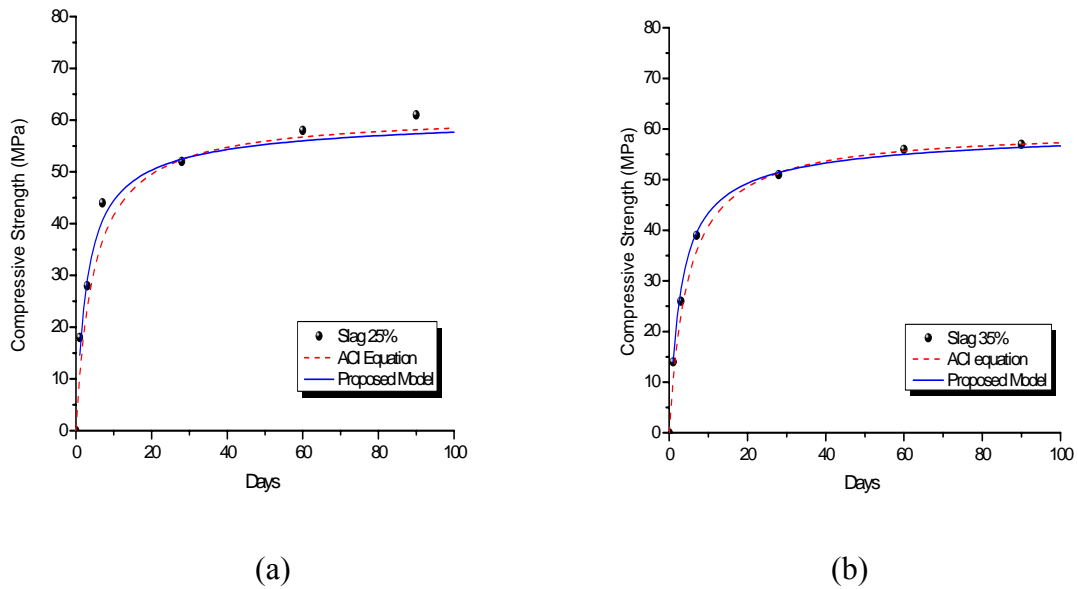 80
70
60
50
40
30
20
10
0
Compressive Strength (MPa)
Slag 25%
ACI Equation
Proposed Model
0 20 40 60 80 100
Days
(a)
80
70
60
50
40
30
20
10
0
Compressive Strength (MPa)
Slag 35%
ACI equation
Proposed Model
0 20 40 60 80 100
Days
(b)